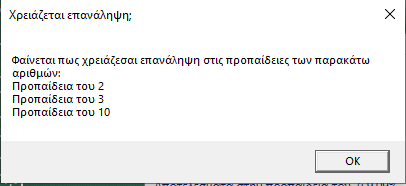 Χρειάζεται επανάληψη;
Φαίνεται πως χρειάζεσαι επανάληψη στις προπαίδειες των παρακάτω
αριθμών:
Προπαίδεια του 2
Προπαίδεια του 3
Προπαίδεια του 10
OK